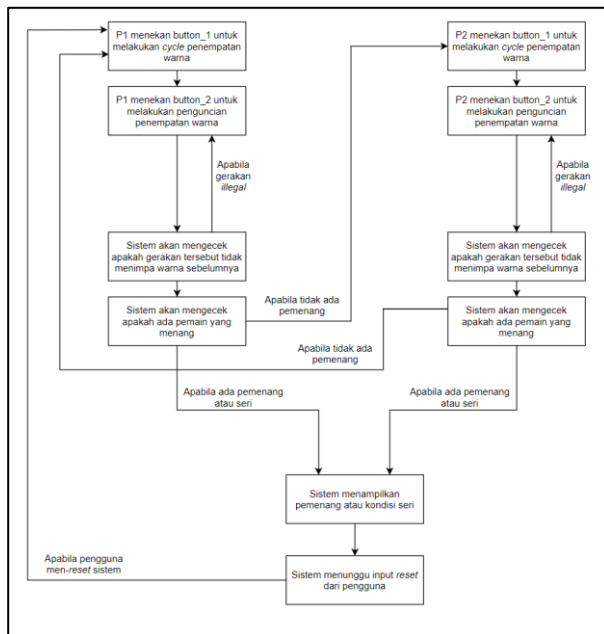 P1 menekan button_1 untuk
melakukan cycle penempatan
warna
P2 menekan button_1 untuk
melakukan cycle penempatan
warna
P1 menekan button_2 untuk
melakukan penguncian
penempatan warna
P2 menekan button_2 untuk
melakukan penguncian
penempatan warna
Apabila
gerakan
illegal
Apabila
gerakan
illegal
Sistem akan mengecek
apakah gerakan tersebut tidak
menimpa warna sebelumnya
Sistem akan mengecek
apakah gerakan tersebut tidak
menimpa warna sebelumnya
Sistem akan mengecek
apakah ada pemain yang
menang
Apabila tidak ada
pemenang
Sistem akan mengecek
apakah ada pemain yang
menang
Apabila tidak ada
pemenang
Apabila ada pemenang
atau seri
Apabila ada pemenang
atau seri
Sistem menampilkan
pemenang atau kondisi seri
Apabila pengguna
men-reset sistem
Sistem menunggu input reset
dari pengguna